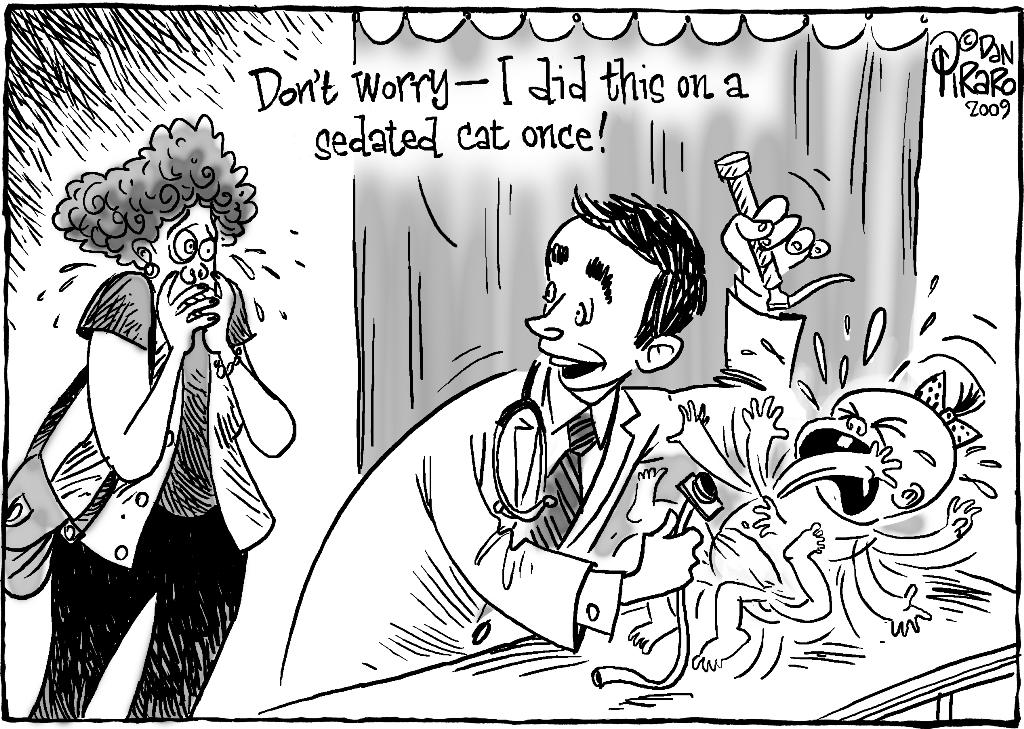 Don't worry—I did this on a
sedated cat once!
© DAN
PIRARO
2009